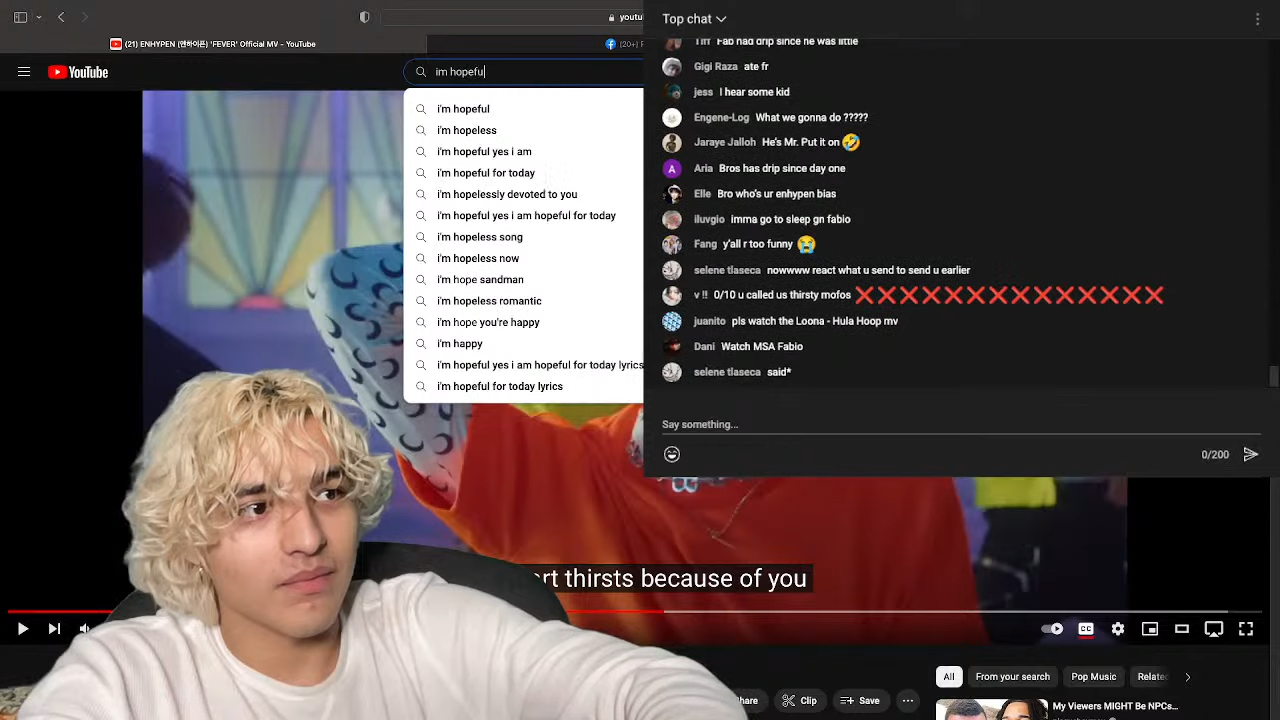 youtu
(21) ENHYPEN (엔하이픈) 'FEVER' Official MV - YouTube
(20+) F
YouTube
im hopefu
i'm hopeful
i'm hopeless
i'm hopeful yes i am
i'm hopeful for today
i'm hopelessly devoted to you
i'm hopeful yes i am hopeful for today
i'm hopeless song
i'm hopeless now
i'm hope sandman
i'm hopeless romantic
i'm hope you're happy
i'm happy
i'm hopeful yes i am hopeful for today lyrics
i'm hopeful for today lyrics
Top chat
Tiff Fab had drip since he was little
Gigi Raza ate fr
jess I hear some kid
Engene-Log What we gonna do ?????
Jaraye Jalloh He's Mr. Put it on 🤣
A Aria Bros has drip since day one
Elle Bro who's ur enhypen bias
iluvgio imma go to sleep gn fabio
Fang y'all r too funny 😭
selene tlaseca nowwww react what u send to send u earlier
v !! 0/10 u called us thirsty mofos ❌❌❌❌❌❌❌❌❌❌❌❌❌❌
juanito pls watch the Loona - Hula Hoop mv
Dani Watch MSA Fabio
selene tlaseca said*
Say something...
0/200
art thirsts because of you
CC
hare Clip Save
All From your search Pop Music Relate
My Viewers MIGHT Be NPCs...